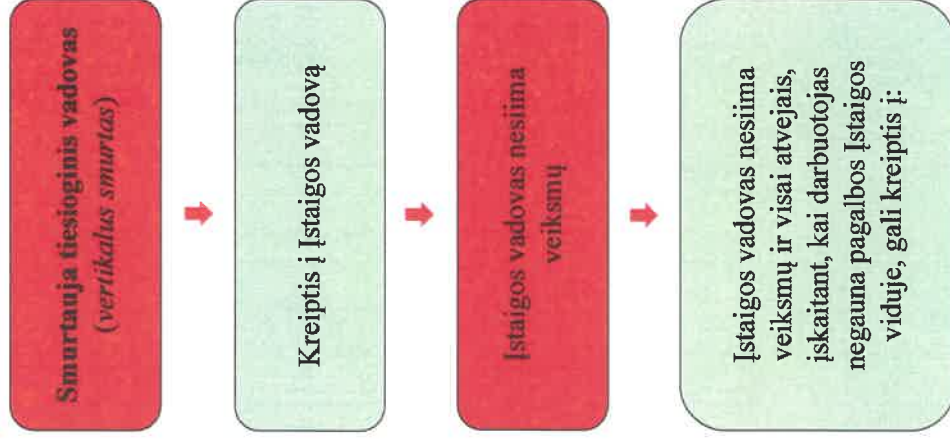 Smurtauja tiesioginis vadovas
(vertikalus smurtas)
Kreiptis į Įstaigos vadovą
Įstaigos vadovas nesiima
veiksmų
Įstaigos vadovas nesiima
veiksmų ir visai atvejais,
įskaitant, kai darbuotojas
negauna pagalbos Įstaigos
viduje, gali kreiptis į: